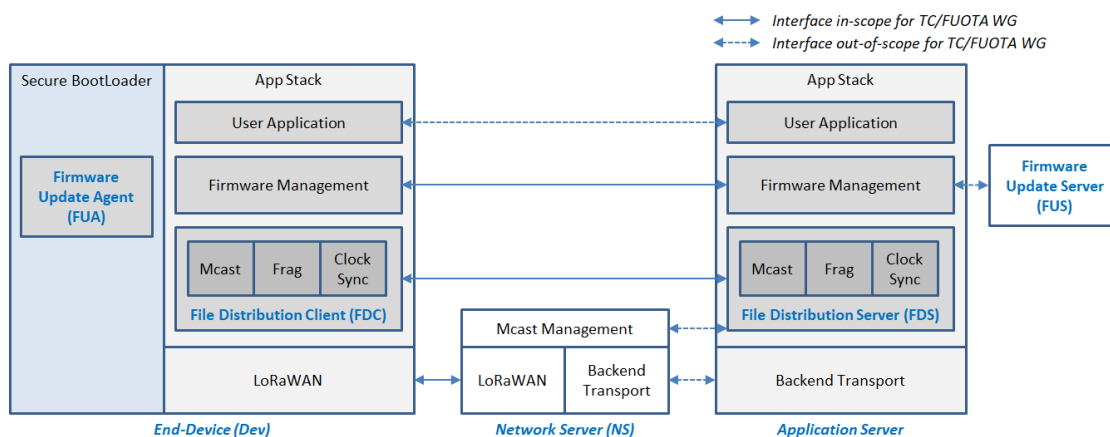 Interface in-scope for TC/FUOTA WG
Interface out-of-scope for TC/FUOTA WG
Secure BootLoader
App Stack
App Stack
User Application
User Application
Firmware
Update Agent
(FUA)
Firmware Management
Firmware Management
Firmware
Update Server
(FUS)
Mcast
Frag
Clock
Sync
File Distribution Client (FDC)
Mcast
Frag
Clock
Sync
File Distribution Server (FDS)
Mcast Management
LoRaWAN
LoRaWAN
Backend
Transport
Backend Transport
End-Device (Dev)
Network Server (NS)
Application Server